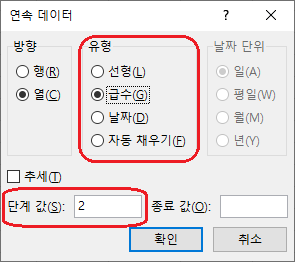 연속 데이터 ? ×
방향 유형 날짜 단위
행(R) 선형(L) 일(A)
열(C) 급수(G) 평일(W)
날짜(D) 월(M)
자동 채우기(F) 년(Y)
추세(T)
단계 값(S): 2 종료 값(O):
확인 취소